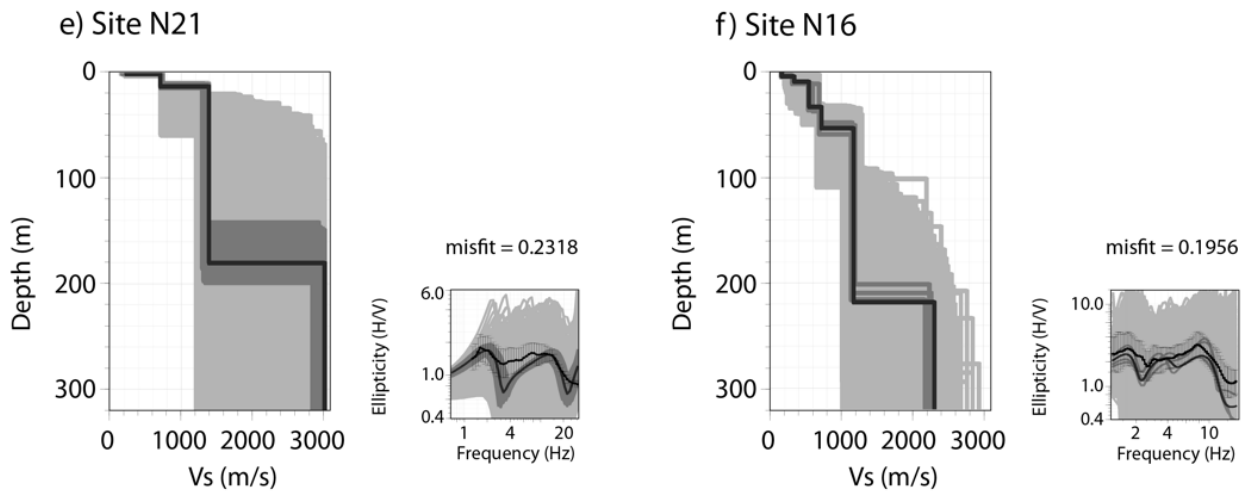 e) Site N21
0
100
200
300
Depth (m)
0 1000 2000 3000
Vs (m/s)
misfit = 0.2318
6.0
1.0
0.4
Ellipticity (H/V)
1 4 20
Frequency (Hz)
f) Site N16
0
100
200
300
Depth (m)
0 1000 2000 3000
Vs (m/s)
misfit = 0.1956
10.0
1.0
0.4
Ellipticity (H/V)
2 4 10
Frequency (Hz)